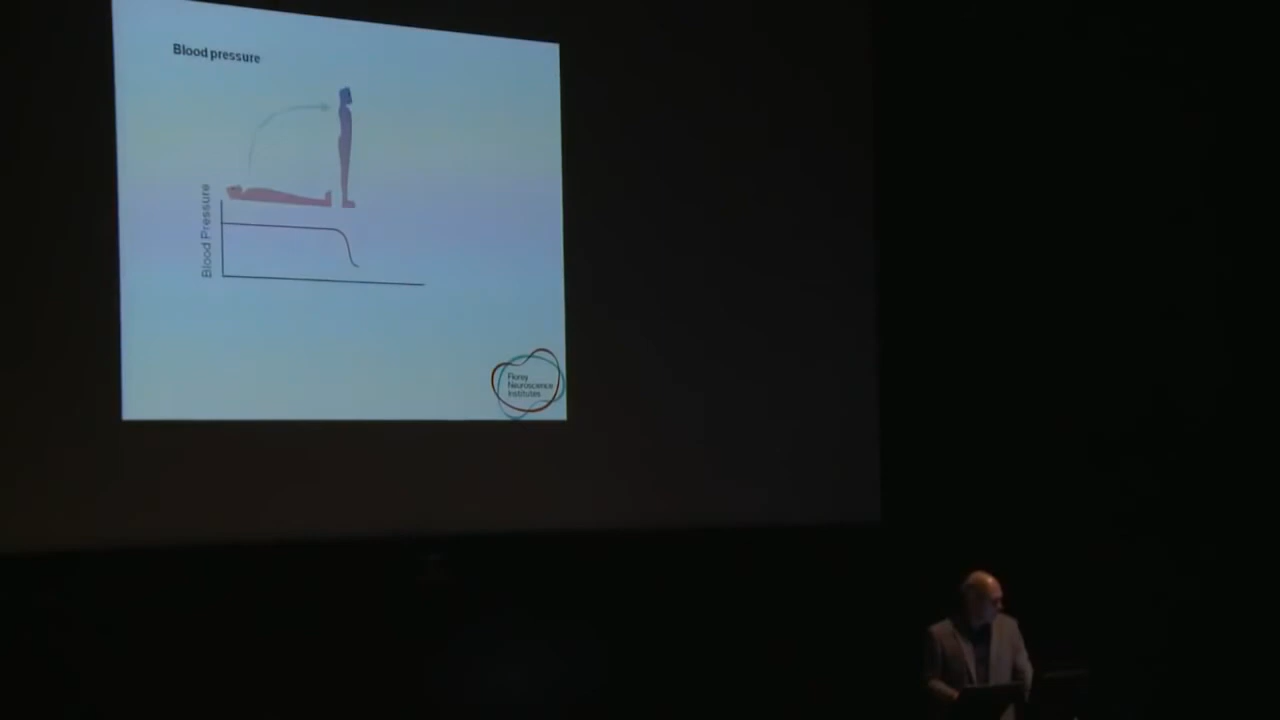 Blood pressure
Blood Pressure
Florey
Neuroscience
Institutes